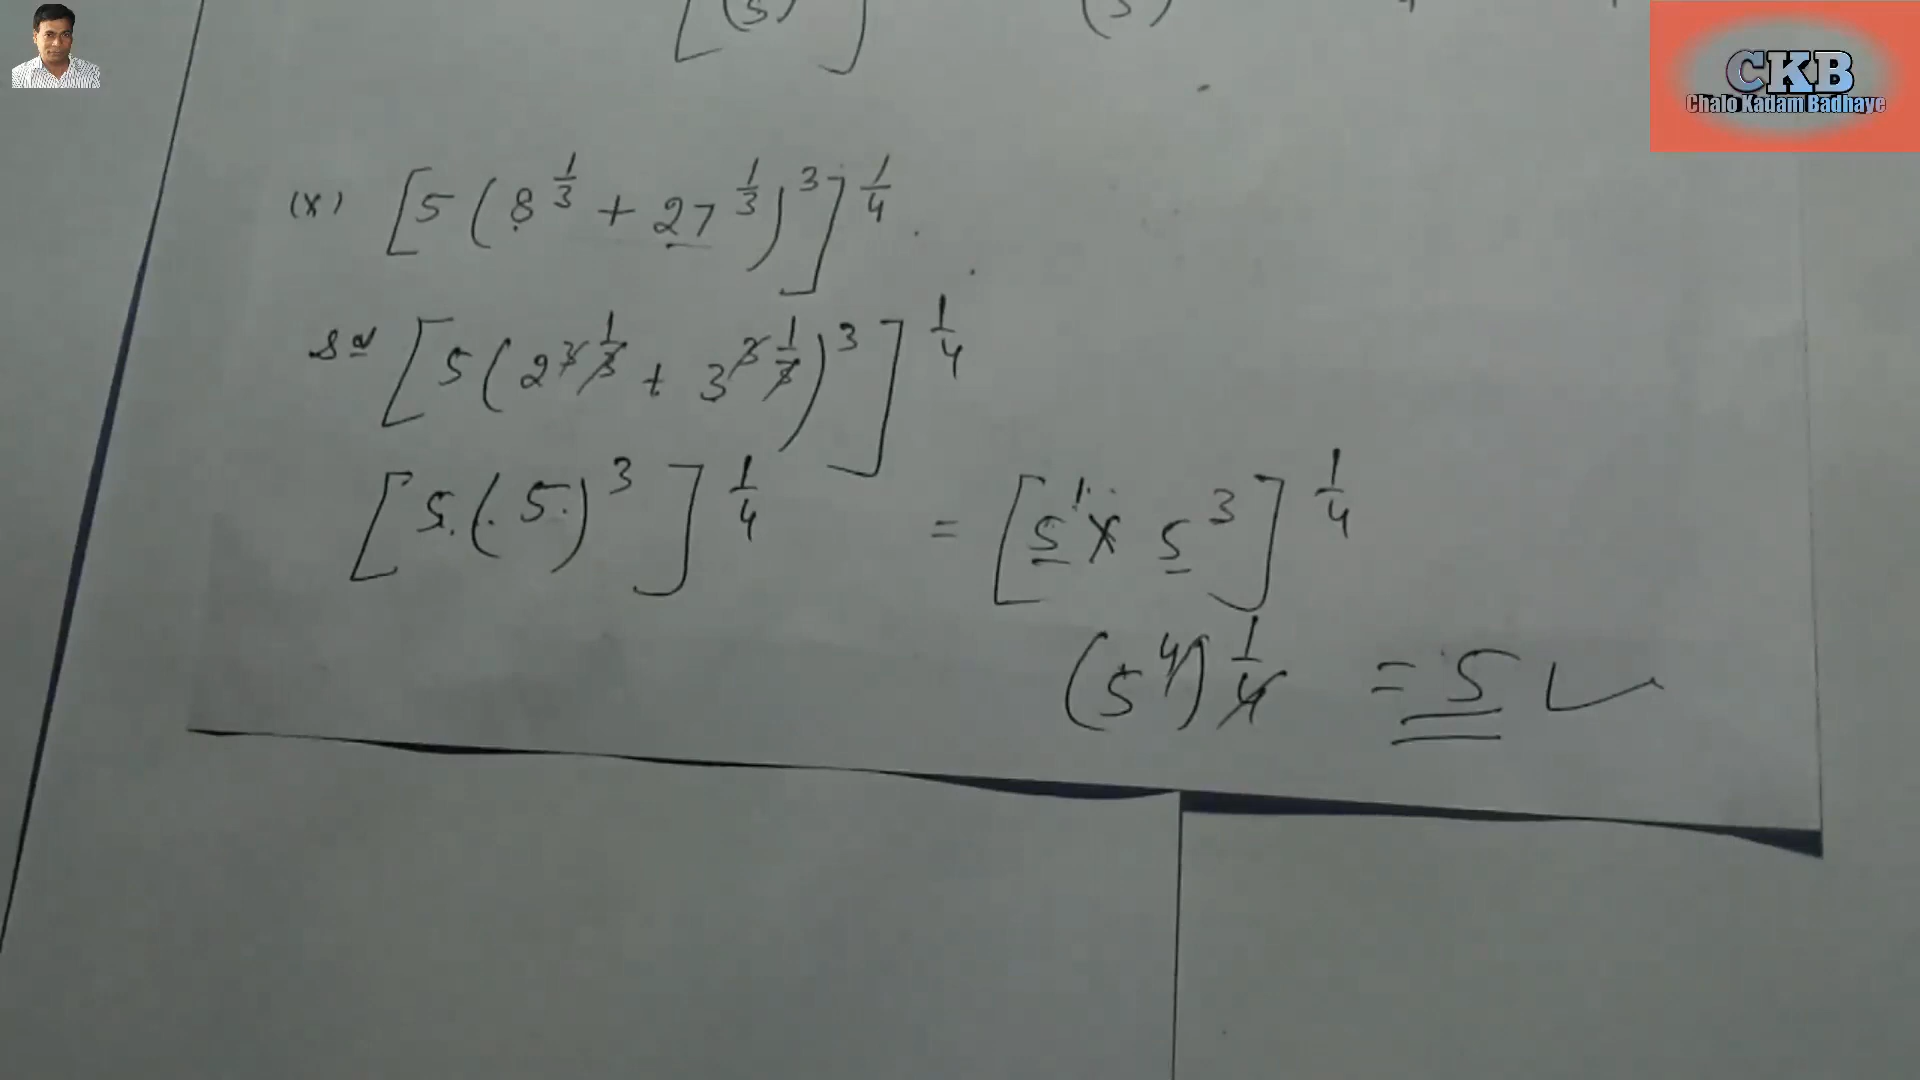 CKB
Chalo Kadam Badhaye
(x) [5(8^{1/3} + 27^{1/3})^3]^{1/4}
[5(2^{3×1/3} + 3^{3×1/3})^3]^{1/4}
[5.(5)^3]^{1/4} = [5^1 × 5^3]^{1/4}
(5^4)^{1/4} = 5